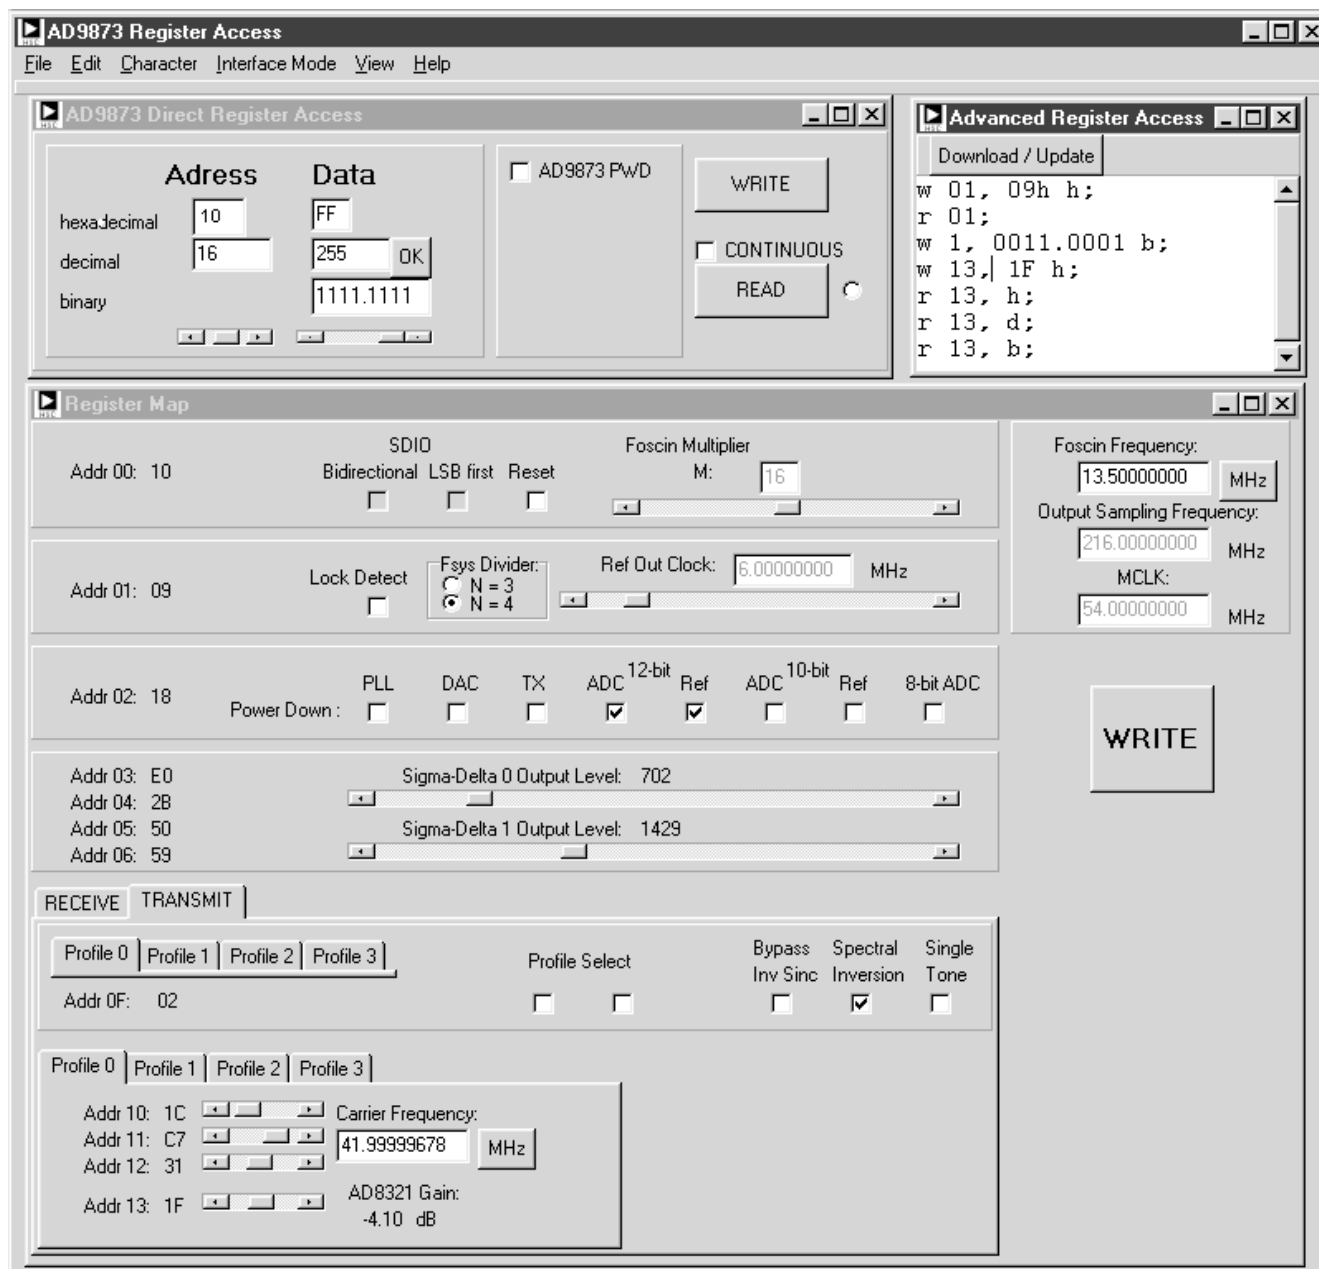 AD9873 Register Access
File Edit Character Interface Mode View Help
AD9873 Direct Register Access
Adress Data
hexadecimal 10 FF
decimal 16 255 OK
binary 1111.1111
AD9873 PWD
WRITE
CONTINUOUS
READ
Advanced Register Access
Download / Update
w 01, 09h h;
r 01;
w 1, 0011.0001 b;
w 13, 1F h;
r 13, h;
r 13, d;
r 13, b;
Register Map
SDIO Foscin Multiplier
Addr 00: 10 Bidirectional LSB first Reset M: 16
Foscin Frequency:
13.50000000 MHz
Output Sampling Frequency:
216.00000000 MHz
MCLK:
54.00000000 MHz
Addr 01: 09 Lock Detect Fsys Divider: Ref Out Clock: 6.00000000 MHz
N = 3
N = 4
12-bit 10-bit
PLL DAC TX ADC Ref ADC Ref 8-bit ADC
Addr 02: 18 Power Down :
WRITE
Addr 03: E0 Sigma-Delta 0 Output Level: 702
Addr 04: 2B
Addr 05: 50 Sigma-Delta 1 Output Level: 1429
Addr 06: 59
RECEIVE TRANSMIT
Profile 0 Profile 1 Profile 2 Profile 3
Addr 0F: 02
Profile Select
Bypass Spectral Single
Inv Sinc Inversion Tone
Profile 0 Profile 1 Profile 2 Profile 3
Addr 10: 1C Carrier Frequency:
Addr 11: C7 41.99999678 MHz
Addr 12: 31
Addr 13: 1F AD8321 Gain:
-4.10 dB